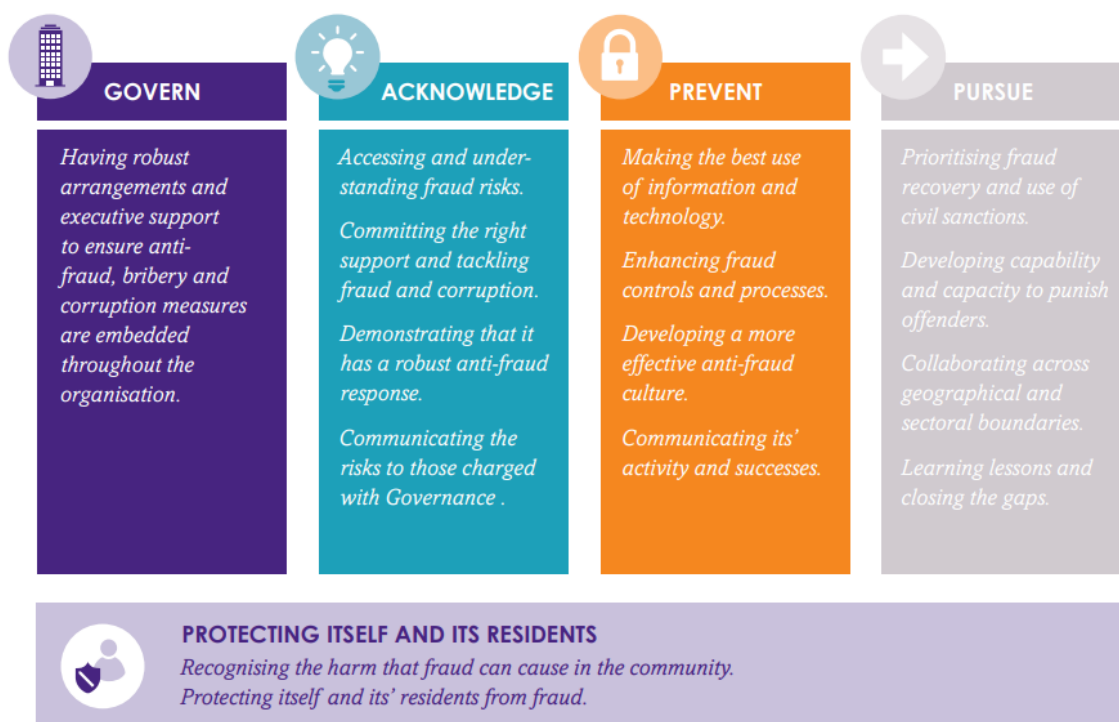 GOVERN
Having robust
arrangements and
executive support
to ensure anti-
fraud, bribery and
corruption measures
are embedded
throughout the
organisation.
ACKNOWLEDGE
Accessing and under-
standing fraud risks.
Committing the right
support and tackling
fraud and corruption.
Demonstrating that it
has a robust anti-fraud
response.
Communicating the
risks to those charged
with Governance .
PREVENT
Making the best use
of information and
technology.
Enhancing fraud
controls and processes.
Developing a more
effective anti-fraud
culture.
Communicating its’
activity and successes.
PURSUE
Prioritising fraud
recovery and use of
civil sanctions.
Developing capability
and capacity to punish
offenders.
Collaborating across
geographical and
sectoral boundaries.
Learning lessons and
closing the gaps.
PROTECTING ITSELF AND ITS RESIDENTS
Recognising the harm that fraud can cause in the community.
Protecting itself and its’ residents from fraud.